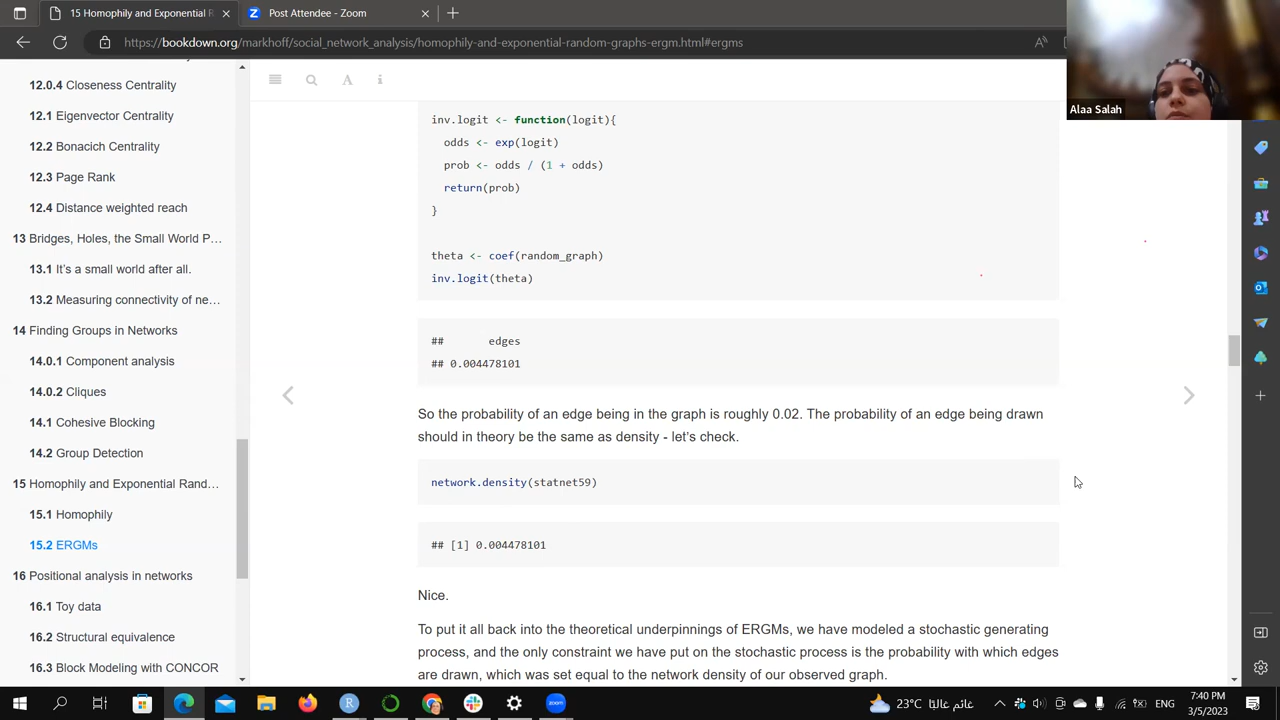 15 Homophily and Exponential R
Post Attendee - Zoom
https://bookdown.org/markhoff/social_network_analysis/homophily-and-exponential-random-graphs-ergm.html#ergms
Alaa Salah
12.0.4 Closeness Centrality
12.1 Eigenvector Centrality
12.2 Bonacich Centrality
12.3 Page Rank
12.4 Distance weighted reach
13 Bridges, Holes, the Small World P…
13.1 It's a small world after all.
13.2 Measuring connectivity of ne…
14 Finding Groups in Networks
14.0.1 Component analysis
14.0.2 Cliques
14.1 Cohesive Blocking
14.2 Group Detection
15 Homophily and Exponential Rand…
15.1 Homophily
15.2 ERGMs
16 Positional analysis in networks
16.1 Toy data
16.2 Structural equivalence
16.3 Block Modeling with CONCOR
inv.logit <- function(logit){
odds <- exp(logit)
prob <- odds / (1 + odds)
return(prob)
}
theta <- coef(random_graph)
inv.logit(theta)
## edges
## 0.004478101
So the probability of an edge being in the graph is roughly 0.02. The probability of an edge being drawn
should in theory be the same as density - let's check.
network.density(statnet59)
## [1] 0.004478101
Nice.
To put it all back into the theoretical underpinnings of ERGMs, we have modeled a stochastic generating
process, and the only constraint we have put on the stochastic process is the probability with which edges
are drawn, which was set equal to the network density of our observed graph.
23°C غائم غالبًا
ENG
7:40 PM
3/5/2023